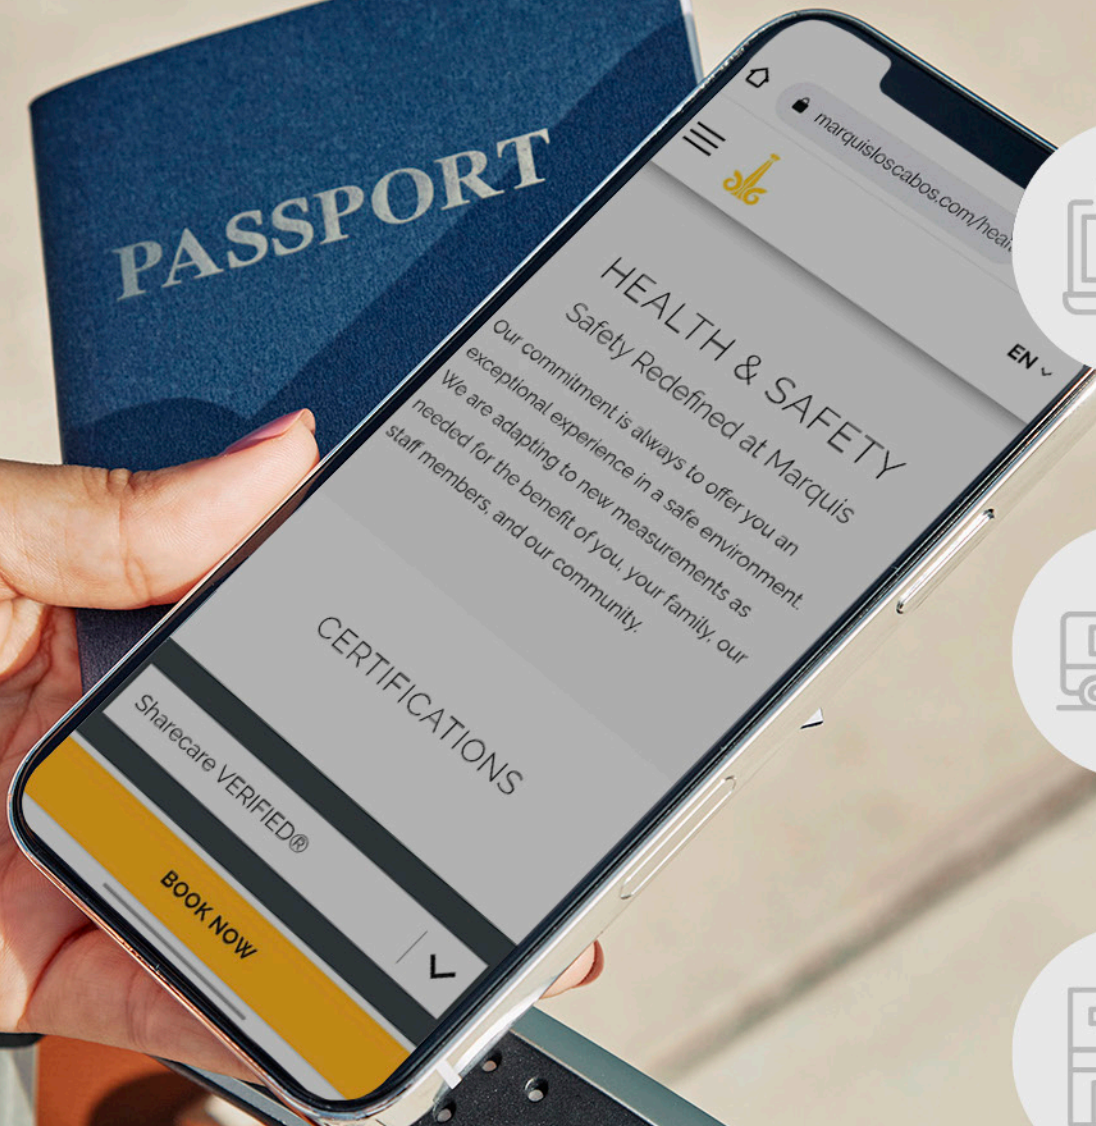 PASSPORT
marquisloscabos.com/heal
EN
HEALTH & SAFETY
Safety Redefined at Marquis
Our commitment is always to offer you an
exceptional experience in a safe environment.
We are adapting to new measurements as
needed for the benefit of you, your family, our
staff members, and our community.
CERTIFICATIONS
Sharecare VERIFIED®
BOOK NOW